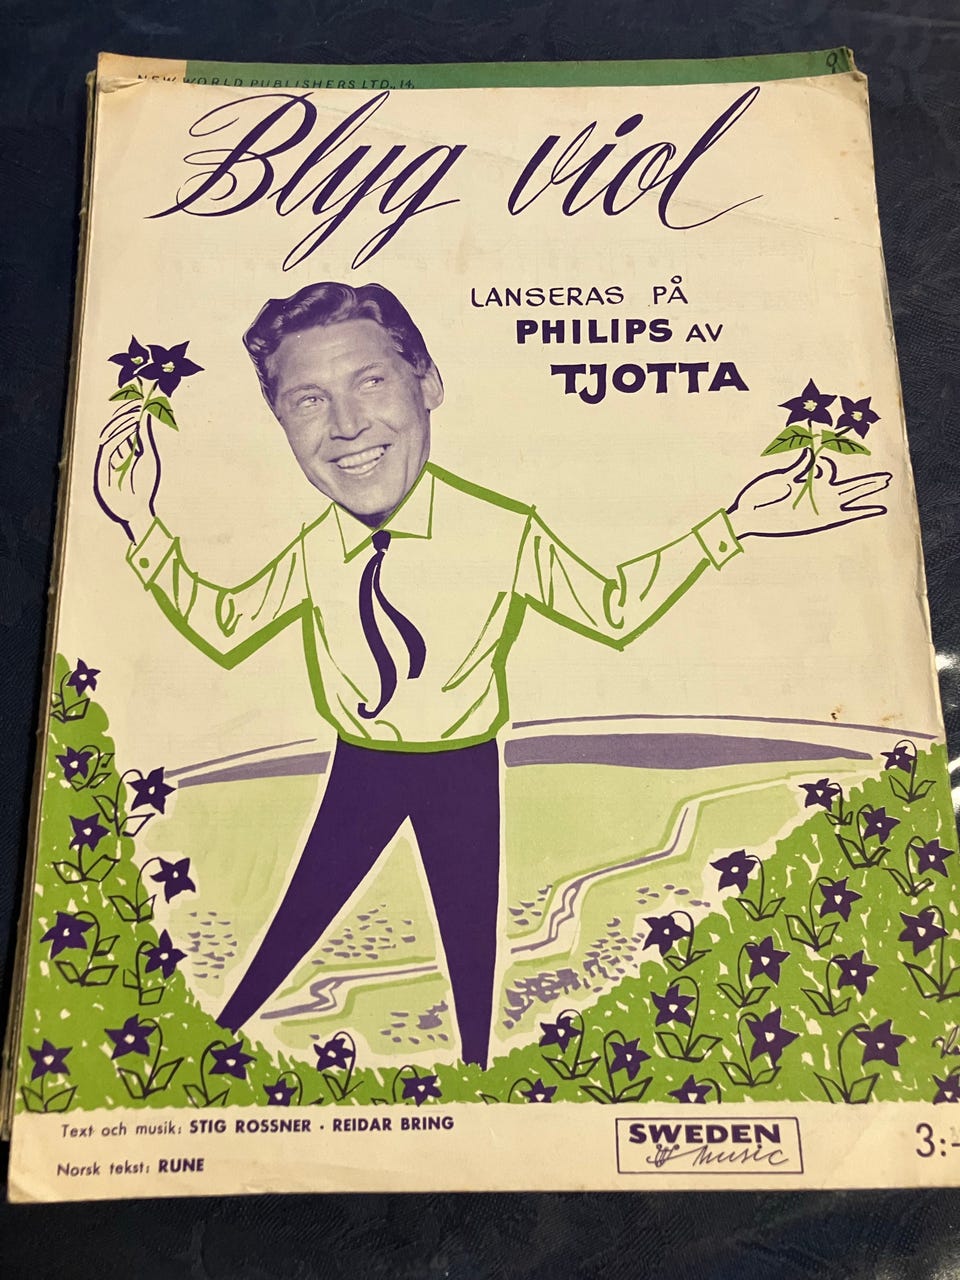 8
NEW WORLD PUBLISHERS LTD., 14,
Blyg viol
LANSERAS PÅ
PHILIPS AV
TJOTTA
Text och musik: STIG ROSSNER · REIDAR BRING
Norsk tekst: RUNE
SWEDEN
music
3:-